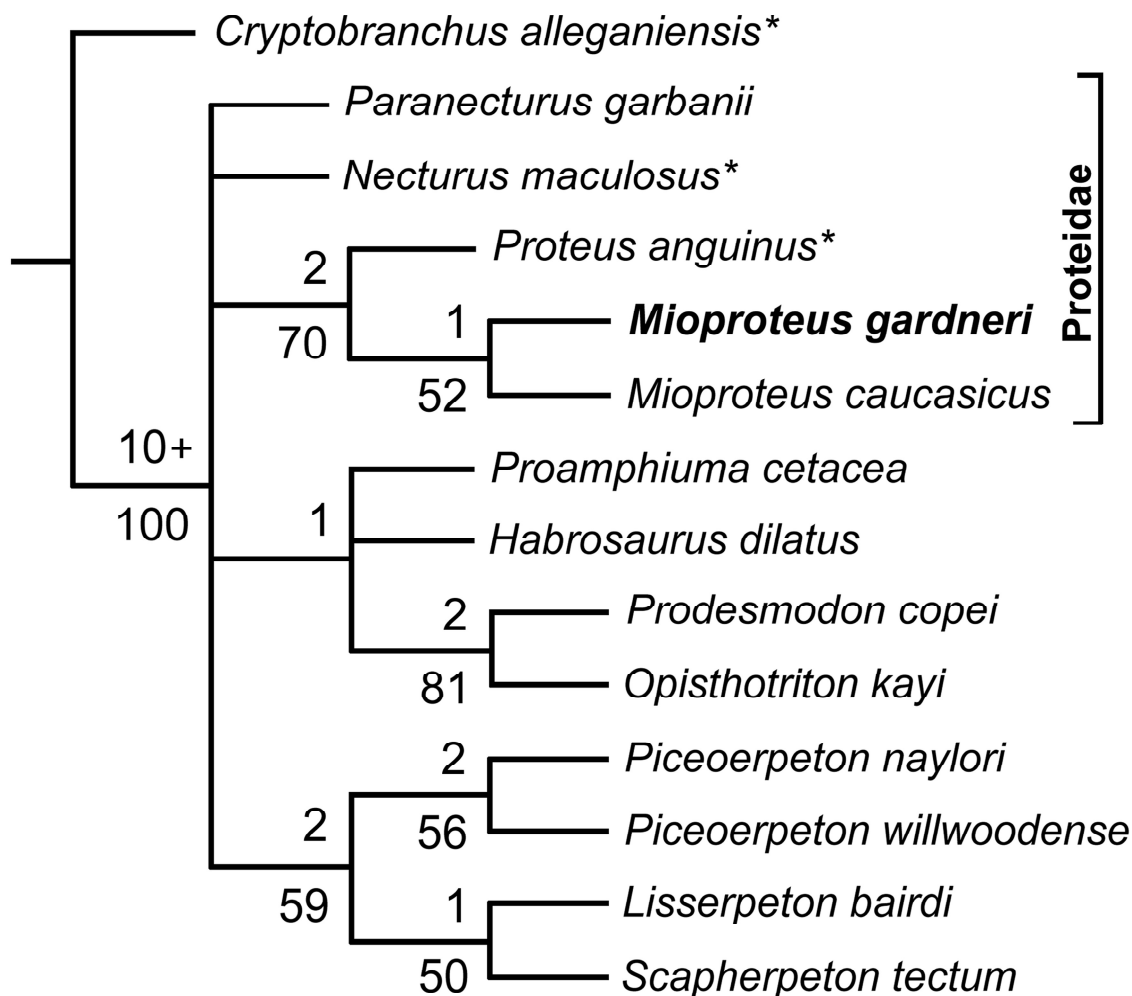 Cryptobranchus alleganiensis*
Paranecturus garbanii
Necturus maculosus*
Proteus anguinus*
2
70
1
Mioproteus gardneri
52
Mioproteus caucasicus
Proteidae
10+
100
Proamphiuma cetacea
1
Habrosaurus dilatus
2
Prodesmodon copei
81
Opisthotriton kayi
2
Piceoerpeton naylori
56
Piceoerpeton willwoodense
2
59
1
Lisserpeton bairdi
50
Scapherpeton tectum